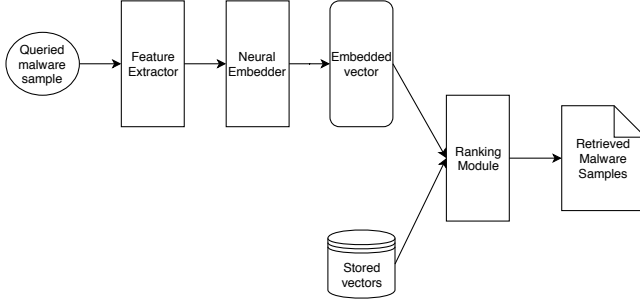 Queried
malware
sample
Feature
Extractor
Neural
Embedder
Embedded
vector
Ranking
Module
Retrieved
Malware
Samples
Stored
vectors